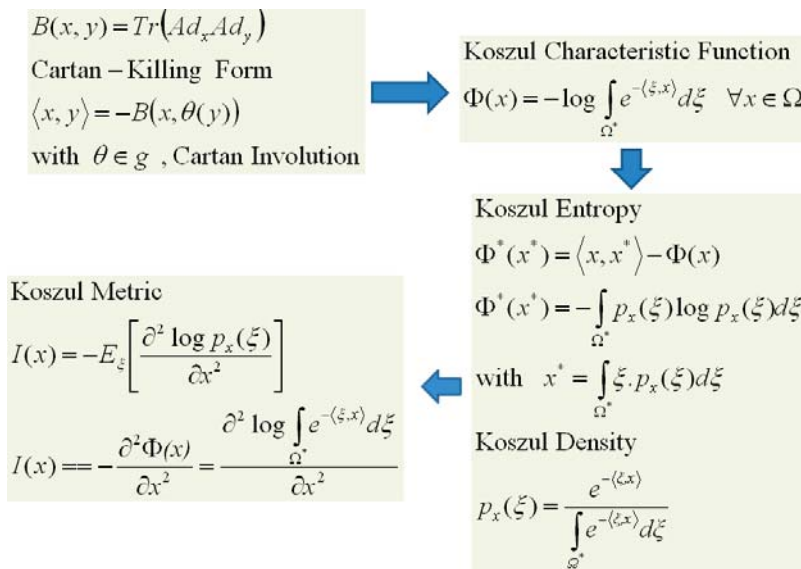 B(x, y) = Tr(Ad_x Ad_y)
Cartan – Killing Form
⟨x, y⟩ = −B(x, θ(y))
with θ ∈ g , Cartan Involution
Koszul Characteristic Function
Φ(x) = −log ∫_{Ω*} e^{−⟨ξ,x⟩} dξ ∀x ∈ Ω
Koszul Entropy
Φ*(x*) = ⟨x, x*⟩ − Φ(x)
Φ*(x*) = −∫_{Ω*} p_x(ξ) log p_x(ξ) dξ
with x* = ∫_{Ω*} ξ.p_x(ξ) dξ
Koszul Density
p_x(ξ) = e^{−⟨ξ,x⟩} / ∫_{Ω*} e^{−⟨ξ,x⟩} dξ
Koszul Metric
I(x) = −E_ξ[∂² log p_x(ξ) / ∂x²]
I(x) == −∂²Φ(x) / ∂x² = ∂² log ∫_{Ω*} e^{−⟨ξ,x⟩} dξ / ∂x²